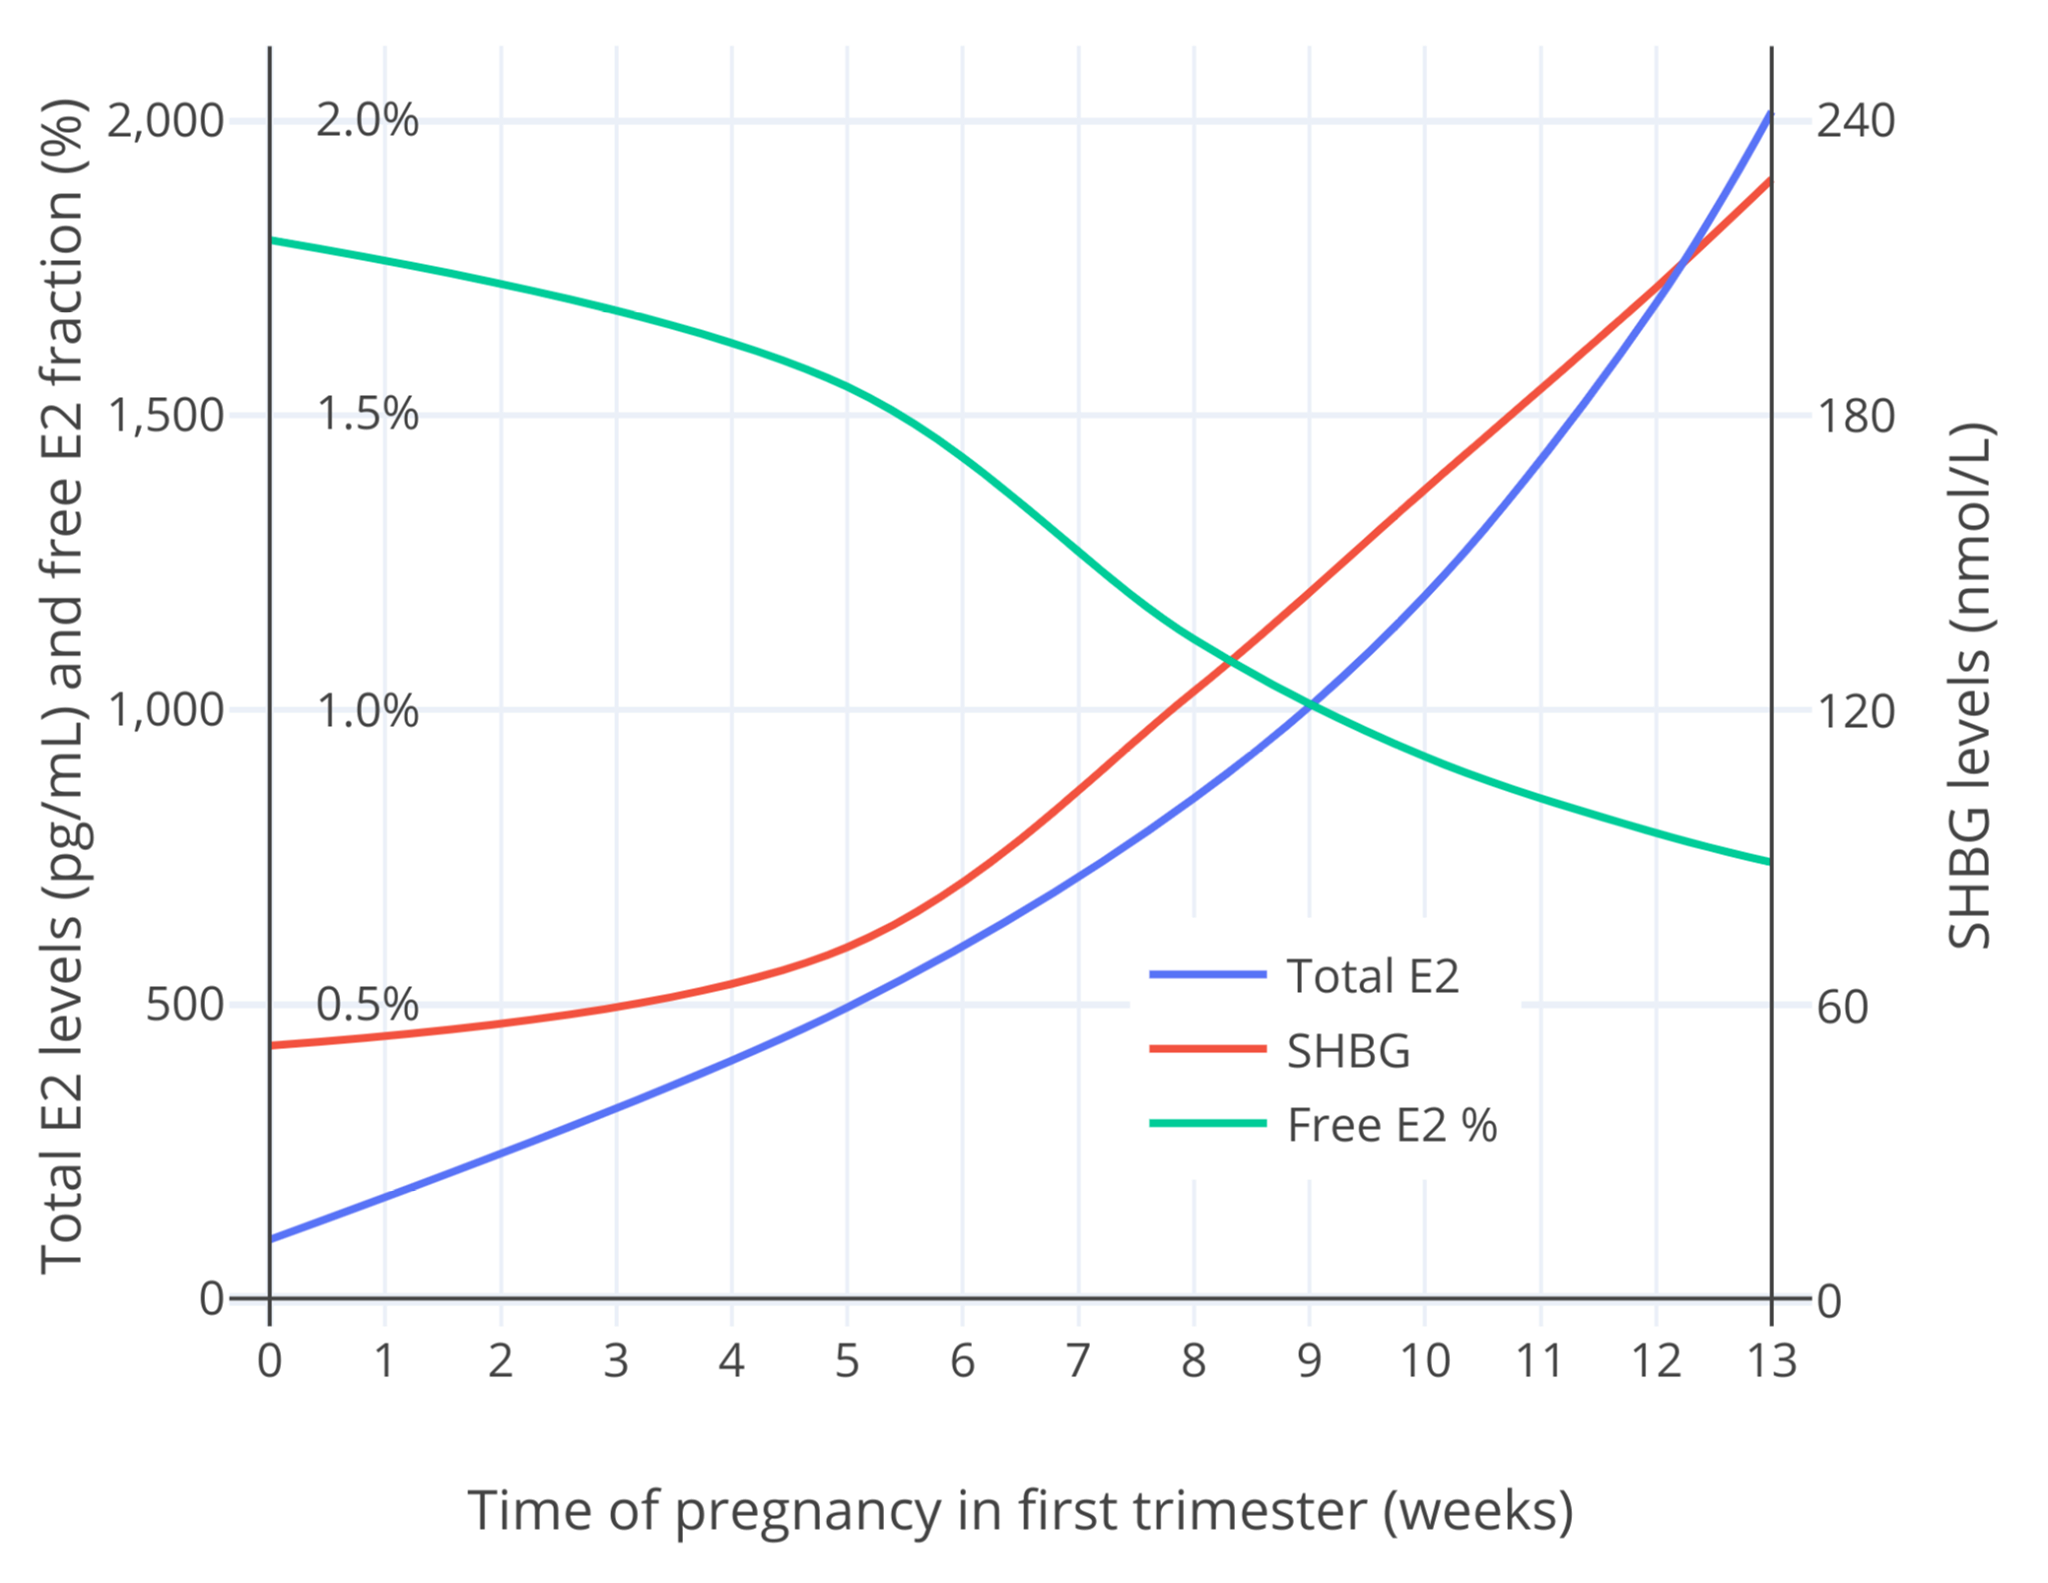 Total E2 levels (pg/mL) and free E2 fraction (%)
2,000
1,500
1,000
500
0
2.0%
1.5%
1.0%
0.5%
240
180
120
60
0
SHBG levels (nmol/L)
Total E2
SHBG
Free E2 %
0 1 2 3 4 5 6 7 8 9 10 11 12 13
Time of pregnancy in first trimester (weeks)